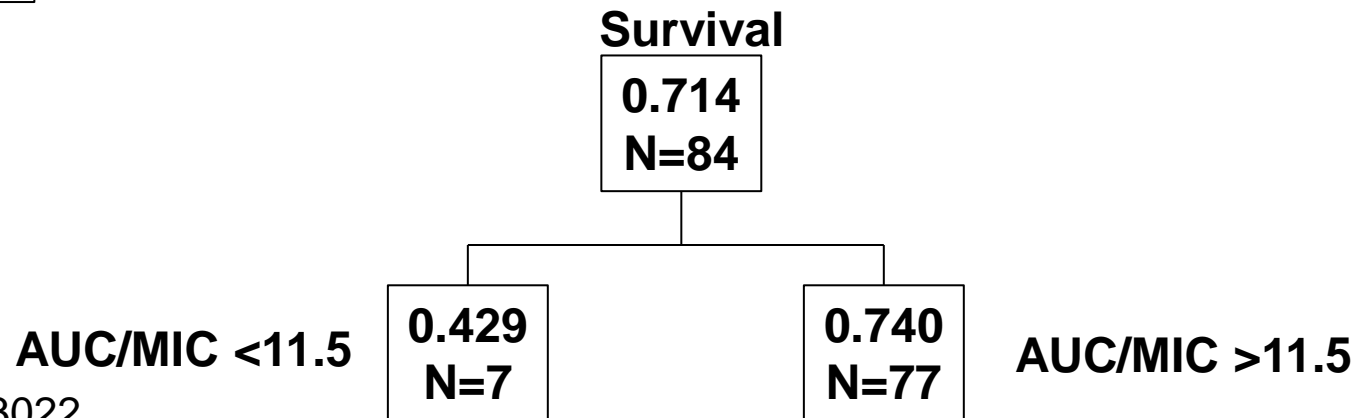 Survival
0.714
N=84
AUC/MIC <11.5
0.429
N=7
0.740
N=77
AUC/MIC >11.5